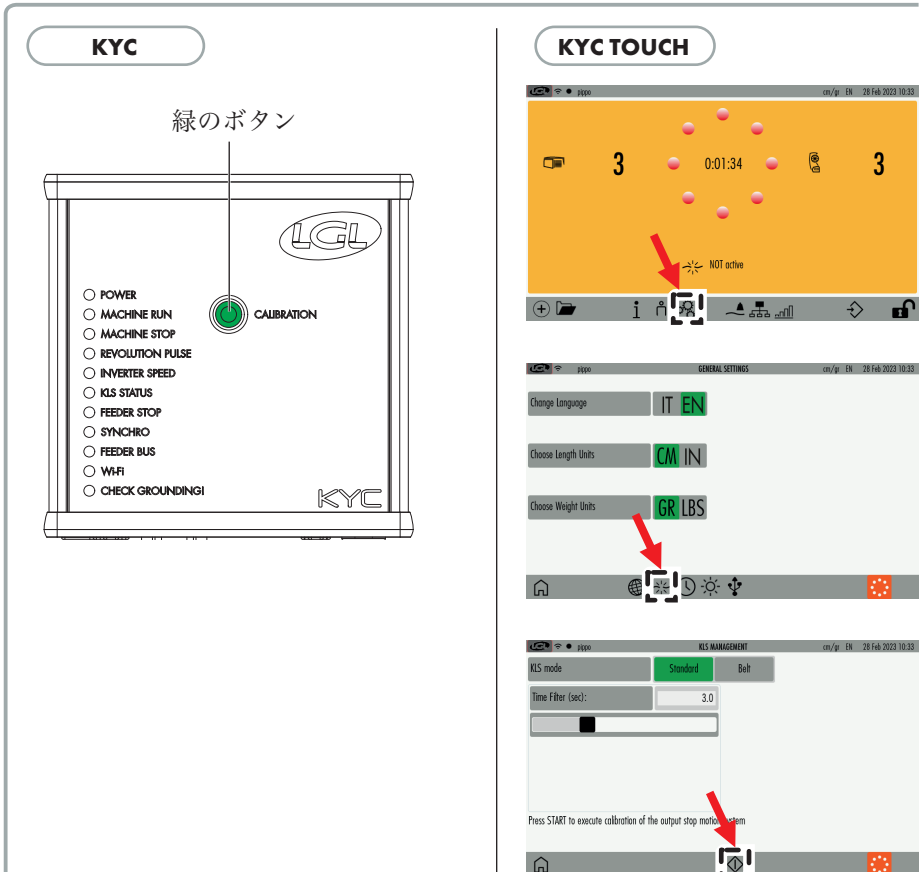 KYC
緑のボタン
LGL
POWER
MACHINE RUN
CALIBRATION
MACHINE STOP
REVOLUTION PULSE
INVERTER SPEED
KLS STATUS
FEEDER STOP
SYNCHRO
FEEDER BUS
Wi-Fi
CHECK GROUNDING!
KYC
KYC TOUCH
LGL pippo cm/gr EN 28 Feb 2023 10:33
3 0:01:34 3
NOT active
LGL pippo GENERAL SETTINGS cm/gr EN 28 Feb 2023 10:33
Change Language IT EN
Choose Length Units CM IN
Choose Weight Units GR LBS
LGL pippo KLS MANAGEMENT cm/gr EN 28 Feb 2023 10:33
KLS mode Standard Belt
Time Filter (sec): 3.0
Press START to execute calibration of the output stop motion system